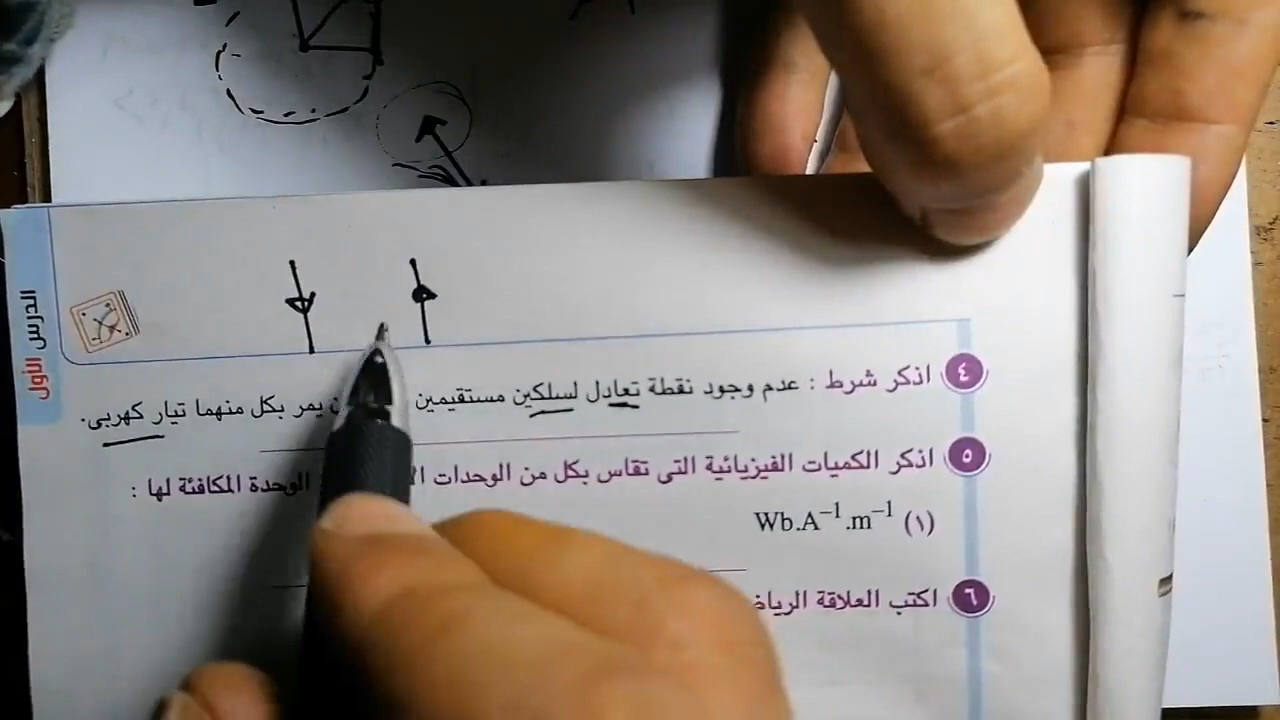 الدرس الأول
٤ اذكر شرط : عدم وجود نقطة تعادل لسلكين مستقيمين يمر بكل منهما تيار كهربى.
٥ اذكر الكميات الفيزيائية التى تقاس بكل من الوحدات الوحدة المكافئة لها :
(١) Wb.A⁻¹.m⁻¹
٦ اكتب العلاقة